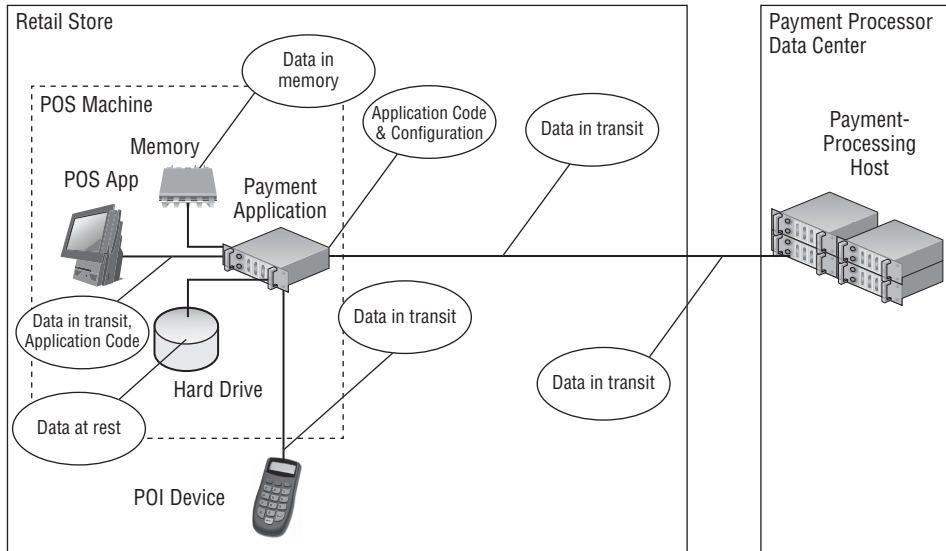 Retail Store
Payment Processor
Data Center
Data in
memory
POS Machine
Application Code
& Configuration
Data in transit
Payment-
Processing
Host
Memory
POS App
Payment
Application
Data in transit,
Application Code
Data in transit
Hard Drive
Data in transit
Data at rest
POI Device